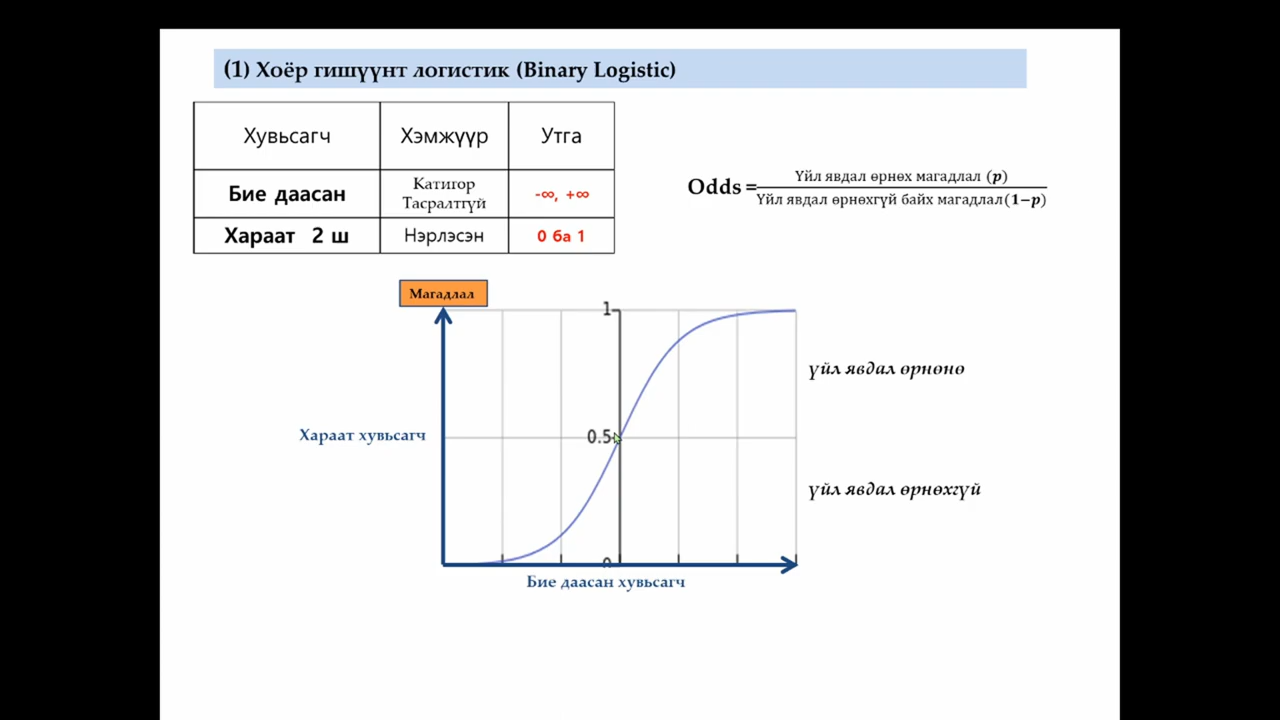 (1) Хоёр гишүүнт логистик (Binary Logistic)
Хувьсагч Хэмжүүр Утга
Бие даасан Катигор Тасралтгүй -∞, +∞
Хараат 2 ш Нэрлэсэн 0 ба 1
Odds = Үйл явдал өрнөх магадлал (p)
Үйл явдал өрнөхгүй байх магадлал(1−p)
Магадлал
1
үйл явдал өрнөнө
Хараат хувьсагч
0.5
үйл явдал өрнөхгүй
0
Бие даасан хувьсагч